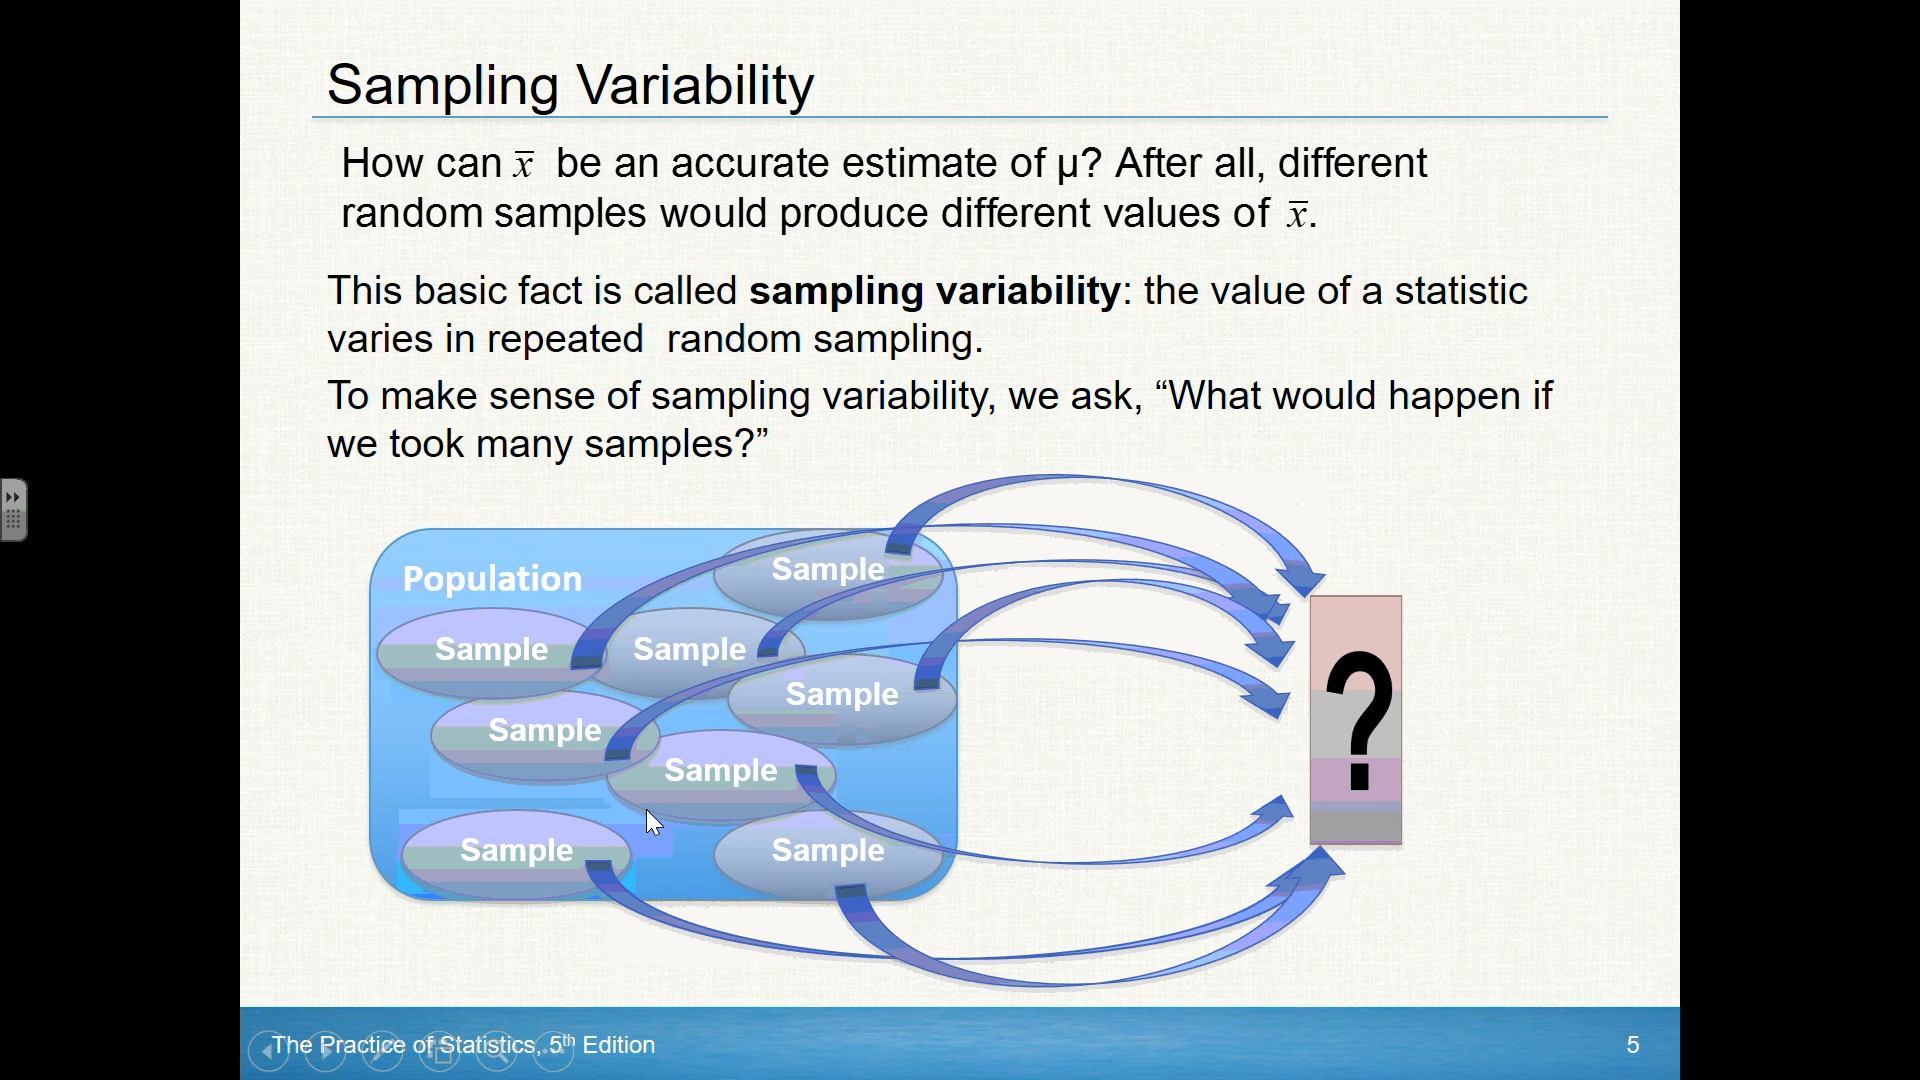 Sampling Variability
How can x̅ be an accurate estimate of μ? After all, different
random samples would produce different values of x̅.
This basic fact is called sampling variability: the value of a statistic
varies in repeated random sampling.
To make sense of sampling variability, we ask, “What would happen if
we took many samples?”
Population
Sample
Sample
Sample
Sample
Sample
Sample
Sample
Sample
?
The Practice of Statistics, 5th Edition
5